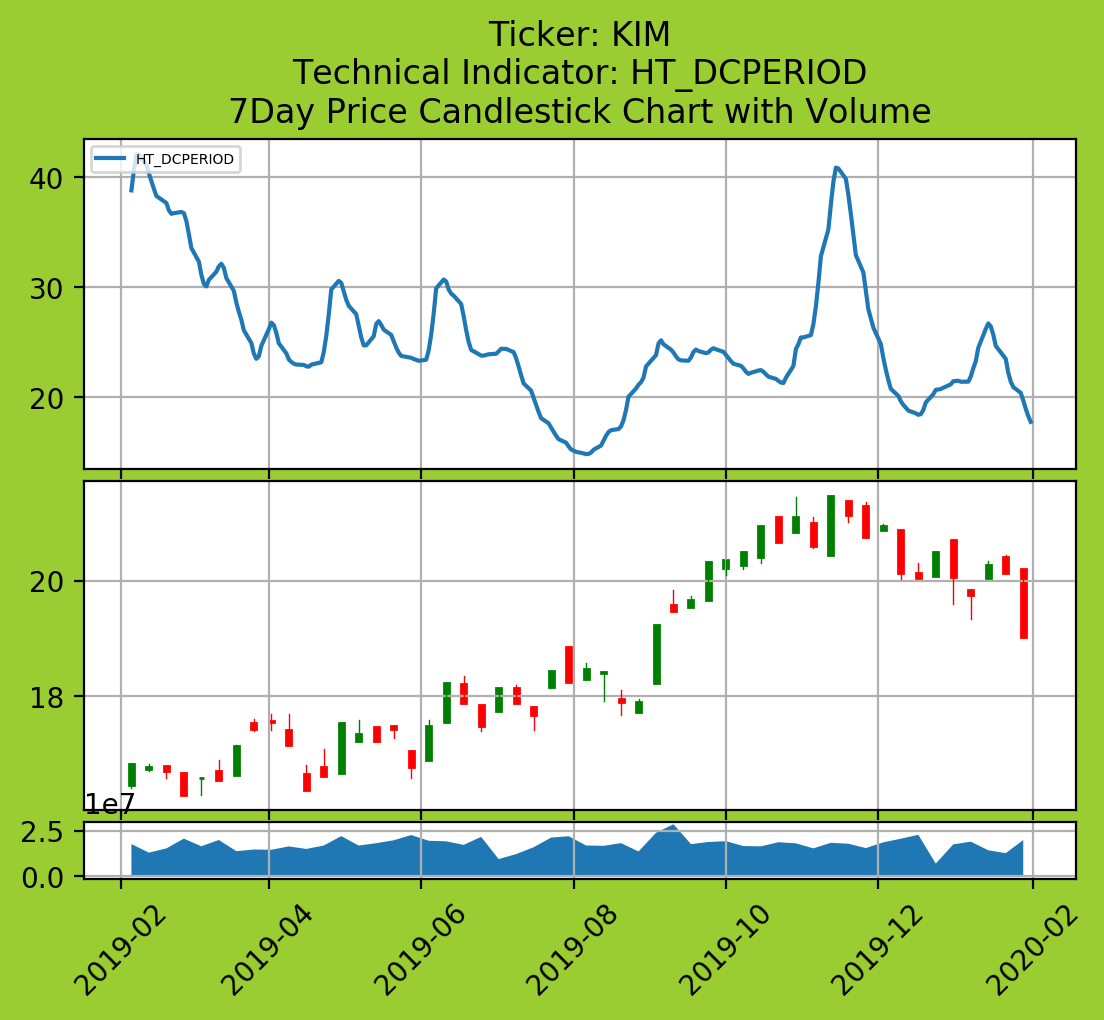 Ticker: KIM
Technical Indicator: HT_DCPERIOD
7Day Price Candlestick Chart with Volume
HT_DCPERIOD
40
30
20
20
18
1e7
2.5
0.0
2019-02
2019-04
2019-06
2019-08
2019-10
2019-12
2020-02